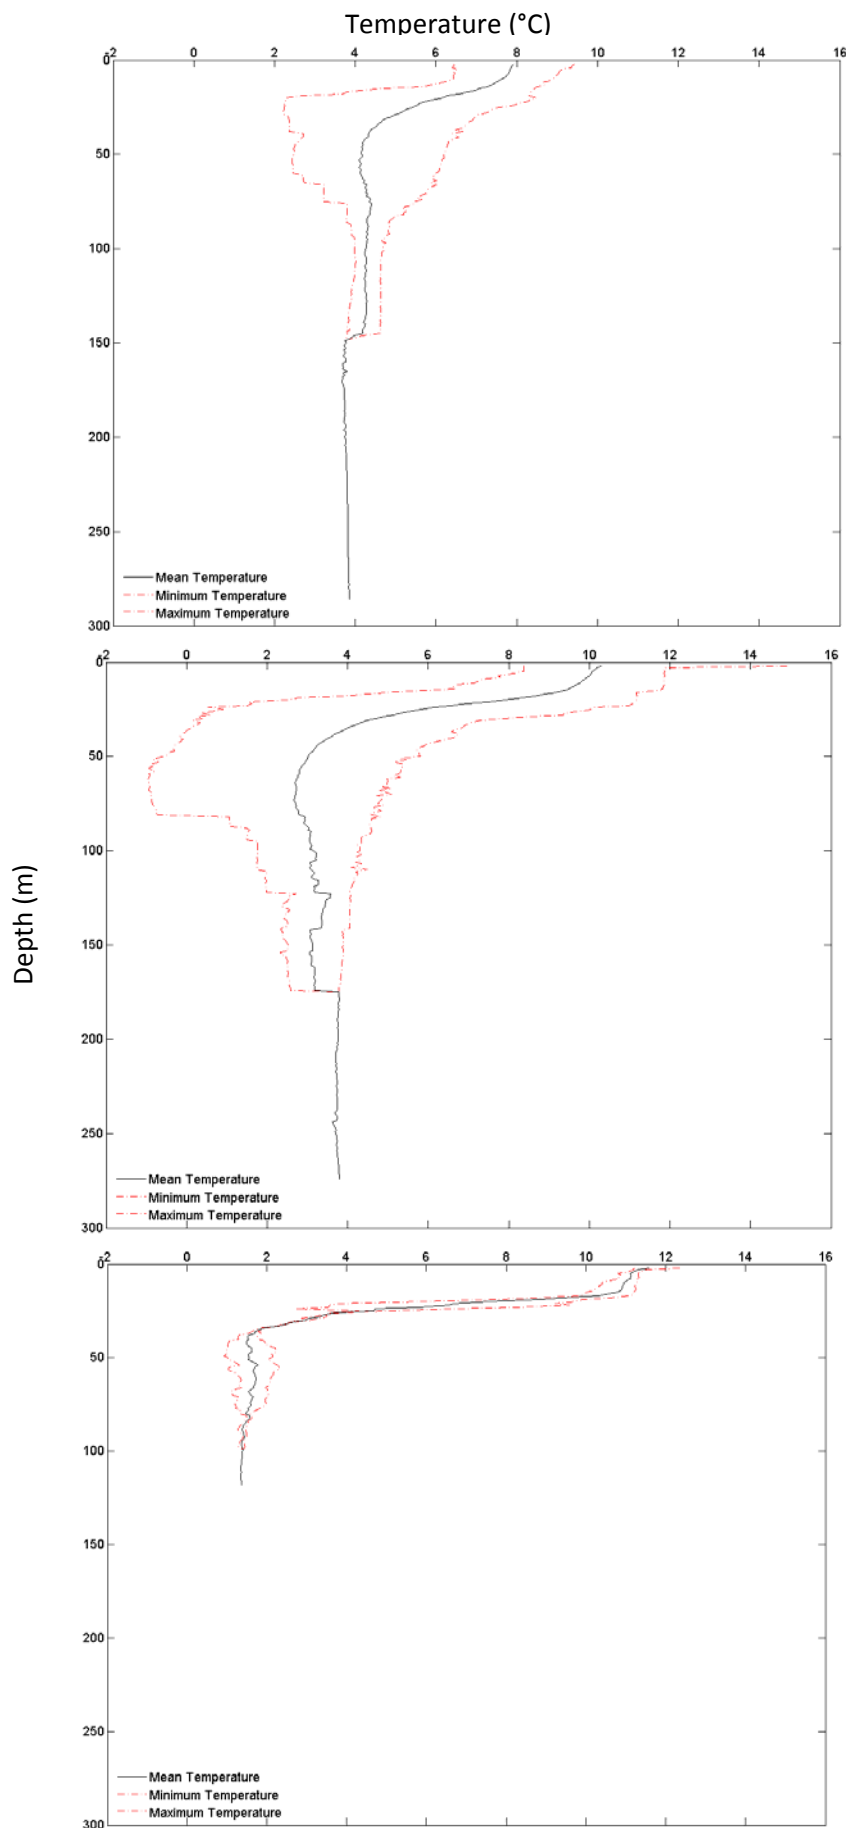 Temperature (°C)
-2 0 2 4 6 8 10 12 14 16
0
50
100
150
200
250
300
Mean Temperature
Minimum Temperature
Maximum Temperature
-2 0 2 4 6 8 10 12 14 16
0
50
100
150
200
250
300
Mean Temperature
Minimum Temperature
Maximum Temperature
Depth (m)
-2 0 2 4 6 8 10 12 14 16
0
50
100
150
200
250
300
Mean Temperature
Minimum Temperature
Maximum Temperature